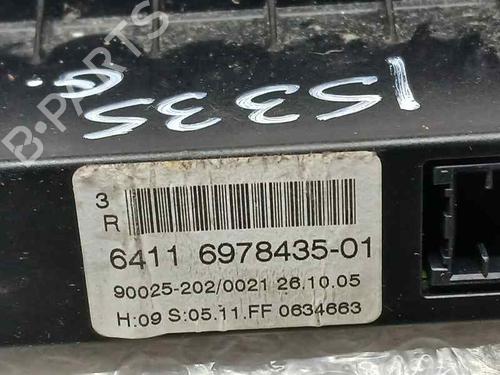 B-PARTS
15335
3
R
6411 6978435-01
90025-202/0021 26.10.05
H:09 S:05.11.FF 0634663